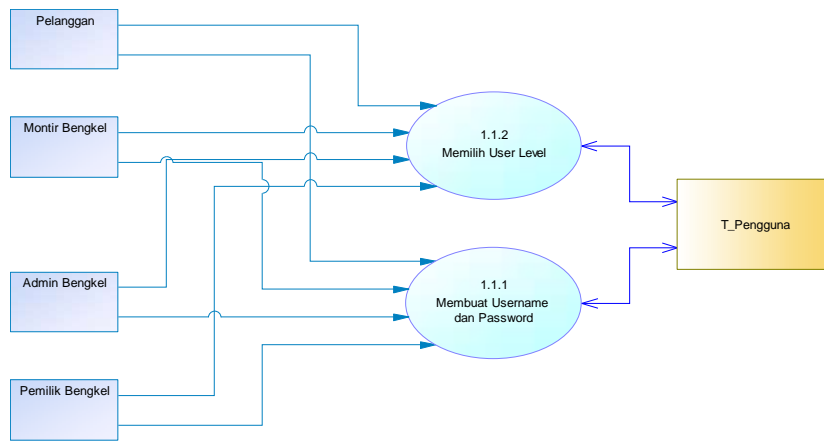 Pelanggan
Montir Bengkel
Admin Bengkel
Pemilik Bengkel
1.1.2
Memilih User Level
1.1.1
Membuat Username
dan Password
T_Pengguna